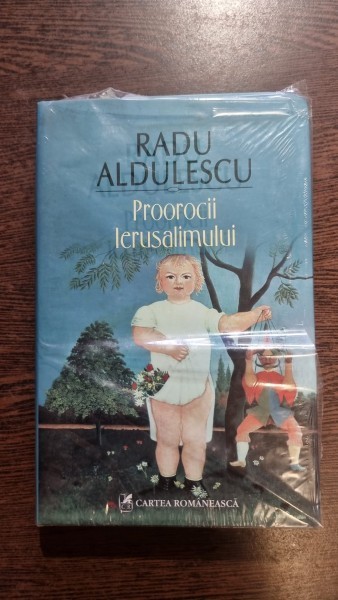 RADU
ALDULESCU
Proorocii
Ierusalimului
CARTEA ROMÂNEASCĂ